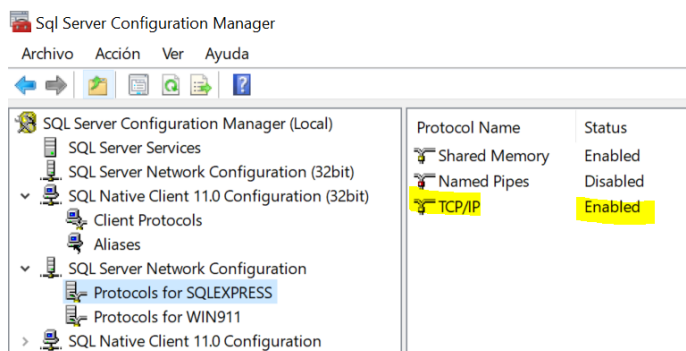 Sql Server Configuration Manager
Archivo Acción Ver Ayuda
SQL Server Configuration Manager (Local)
SQL Server Services
SQL Server Network Configuration (32bit)
SQL Native Client 11.0 Configuration (32bit)
Client Protocols
Aliases
SQL Server Network Configuration
Protocols for SQLEXPRESS
Protocols for WIN911
SQL Native Client 11.0 Configuration
Protocol Name Status
Shared Memory Enabled
Named Pipes Disabled
TCP/IP Enabled